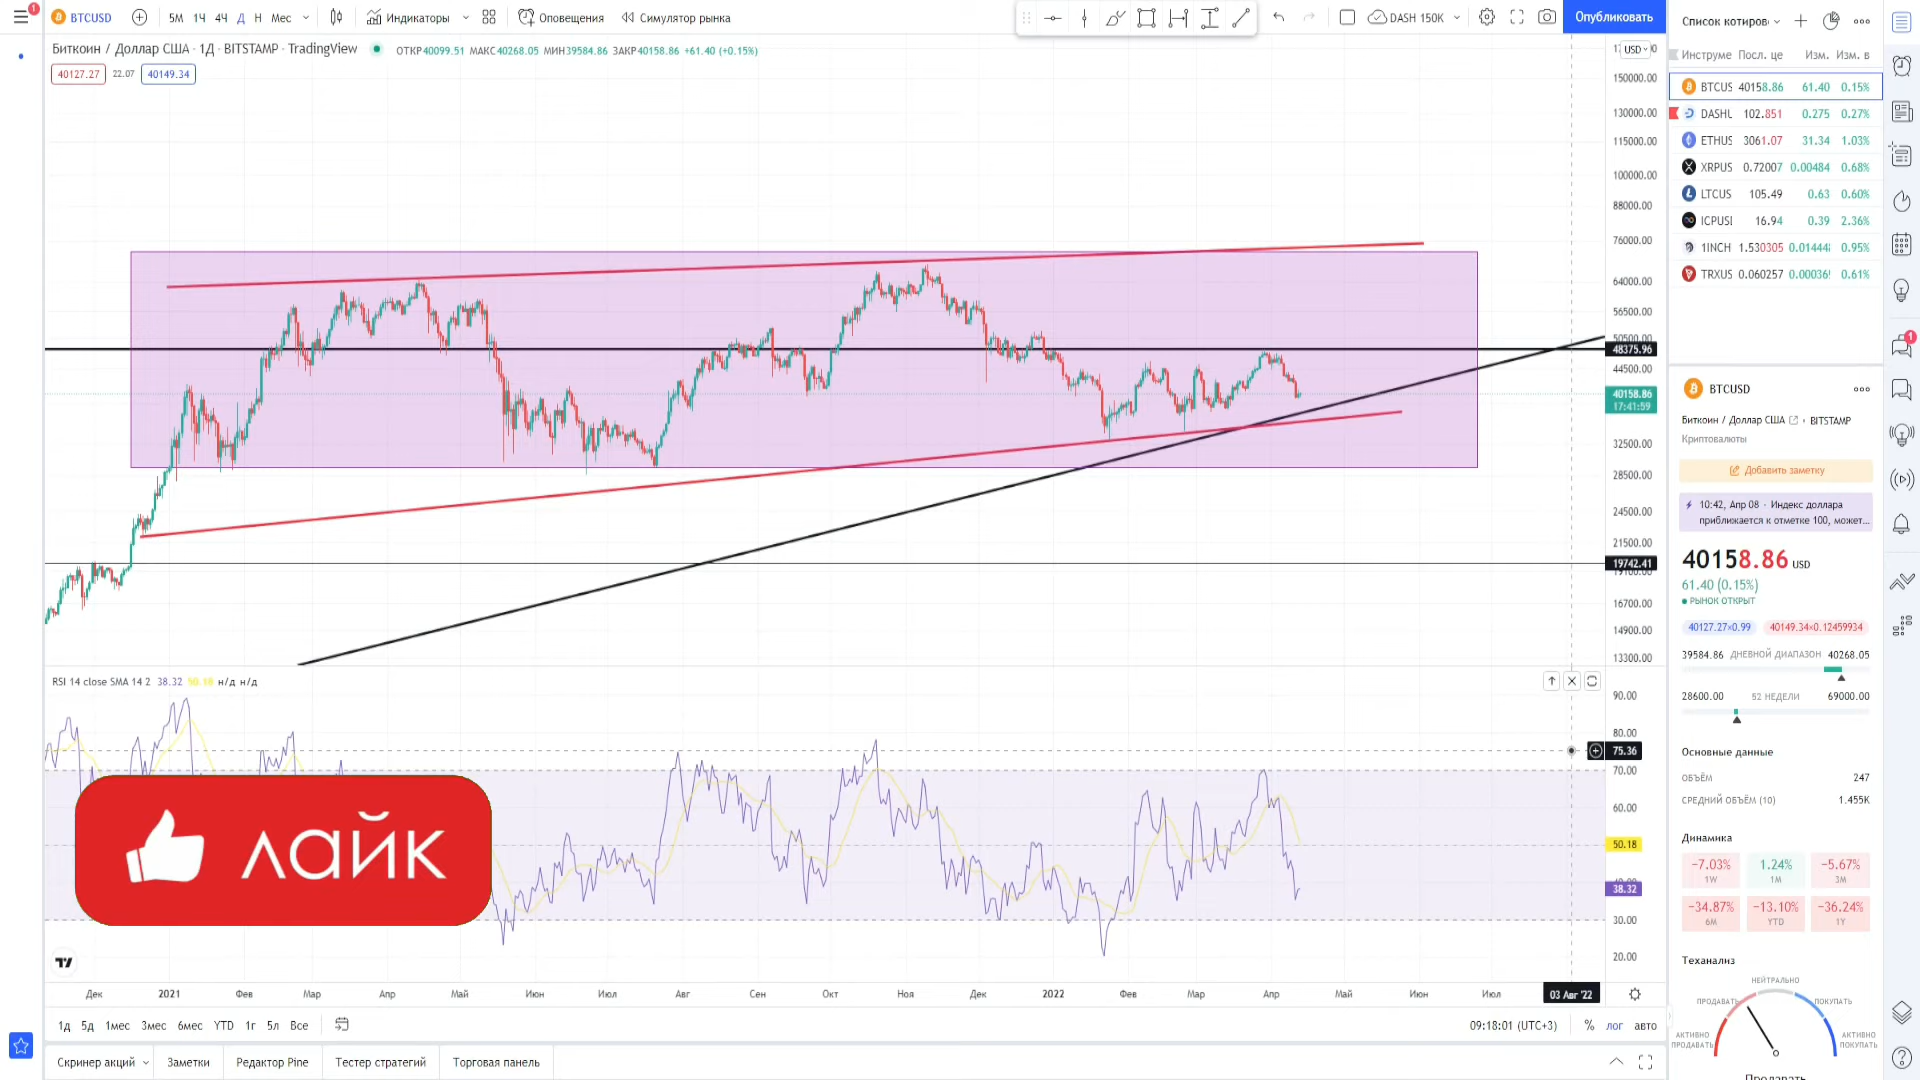 1
BTCUSD
5М 1Ч 4Ч Д Н Мес
Индикаторы
Оповещения
Симулятор рынка
DASH 150K
Опубликовать
Биткоин / Доллар США · 1Д · BITSTAMP · TradingView
ОТКР40099.51 МАКС40268.05 МИН39584.86 ЗАКР40158.86 +61.40 (+0.15%)
40127.27 22.07 40149.34
USD
150000.00
130000.00
115000.00
100000.00
88000.00
76000.00
64000.00
56500.00
50500.00
48375.96
44500.00
40158.86
17:41:59
32500.00
28500.00
24500.00
21500.00
19742.41
16700.00
14900.00
13300.00
RSI 14 close SMA 14 2 38.32 50.18 н/д н/д
90.00
80.00
75.36
70.00
60.00
50.18
38.32
30.00
20.00
лайк
Дек 2021 Фев Мар Апр Май Июн Июл Авг Сен Окт Ноя Дек 2022 Фев Мар Апр Май Июн Июл 03 Авг '22
1д 5д 1мес 3мес 6мес YTD 1г 5л Все
09:18:01 (UTC+3) % лог авто
Скринер акций Заметки Редактор Pine Тестер стратегий Торговая панель
Список котиров
Инструме Посл. це Изм. Изм. в
BTCUS 40158.86 61.40 0.15%
DASHU 102.851 0.275 0.27%
ETHUS 3061.07 31.34 1.03%
XRPUS 0.72007 0.00484 0.68%
LTCUS 105.49 0.63 0.60%
ICPUSI 16.94 0.39 2.36%
1INCH 1.530305 0.01444 0.95%
TRXUS 0.060257 0.00036 0.61%
1
BTCUSD
Биткоин / Доллар США · BITSTAMP
Криптовалюты
Добавить заметку
10:42, Апр 08 · Индекс доллара
приближается к отметке 100, может...
40158.86 USD
61.40 (0.15%)
РЫНОК ОТКРЫТ
40127.27×0.99 40149.34×0.12459934
39584.86 ДНЕВНОЙ ДИАПАЗОН 40268.05
28600.00 52 НЕДЕЛИ 69000.00
Основные данные
ОБЪЁМ 247
СРЕДНИЙ ОБЪЁМ (10) 1.455K
Динамика
−7.03% 1.24% −5.67%
1W 1M 3M
−34.87% −13.10% −36.24%
6M YTD 1Y
Теханализ
НЕЙТРАЛЬНО
ПРОДАВАТЬ ПОКУПАТЬ
АКТИВНО ПРОДАВАТЬ АКТИВНО ПОКУПАТЬ
Продавать